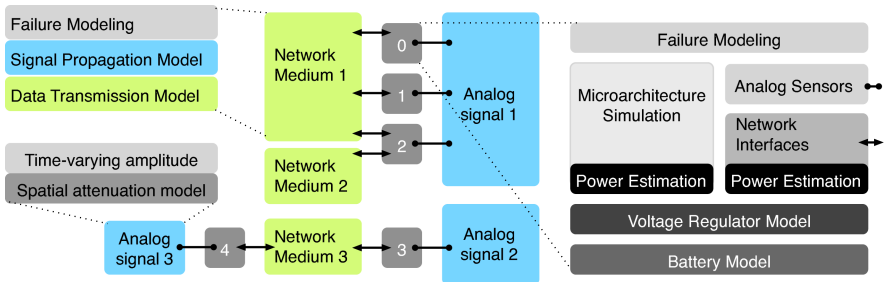 Failure Modeling
Signal Propagation Model
Data Transmission Model
Time-varying amplitude
Spatial attenuation model
Analog
signal 3
4
Network
Medium 1
Network
Medium 2
Network
Medium 3
0
1
2
3
Analog
signal 1
Analog
signal 2
Failure Modeling
Microarchitecture
Simulation
Power Estimation
Analog Sensors
Network
Interfaces
Power Estimation
Voltage Regulator Model
Battery Model